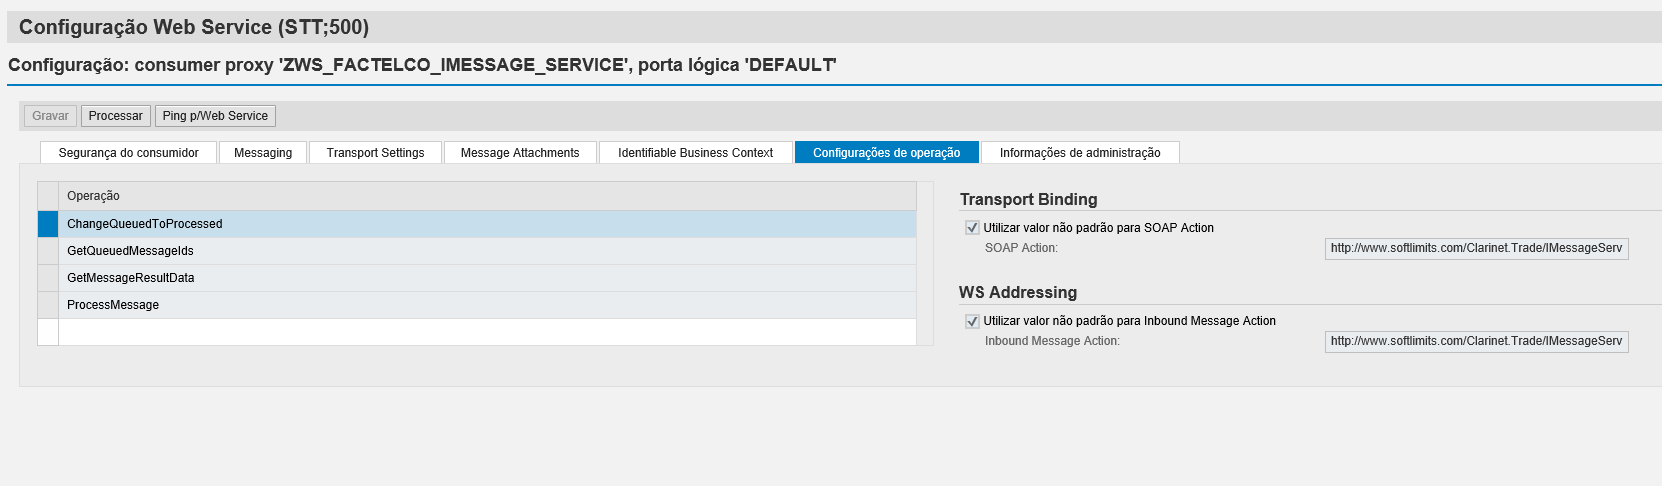 Configuração Web Service (STT;500)
Configuração: consumer proxy 'ZWS_FACTELCO_IMESSAGE_SERVICE', porta lógica 'DEFAULT'
Gravar Processar Ping p/Web Service
Segurança do consumidor Messaging Transport Settings Message Attachments Identifiable Business Context Configurações de operação Informações de administração
Operação
ChangeQueuedToProcessed
GetQueuedMessageIds
GetMessageResultData
ProcessMessage
Transport Binding
Utilizar valor não padrão para SOAP Action
SOAP Action: http://www.softlimits.com/Clarinet.Trade/IMessageServ
WS Addressing
Utilizar valor não padrão para Inbound Message Action
Inbound Message Action: http://www.softlimits.com/Clarinet.Trade/IMessageServ